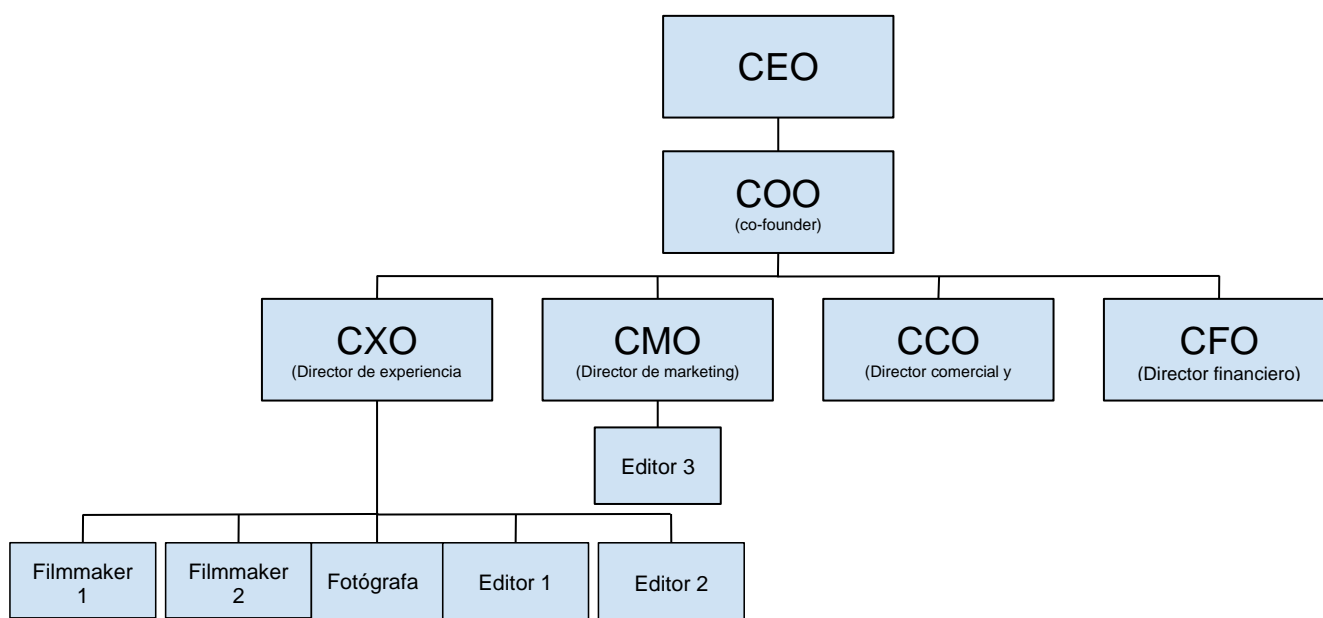 CEO
COO
(co-founder)
CXO
(Director de experiencia
CMO
(Director de marketing)
CCO
(Director comercial y
CFO
(Director financiero)
Editor 3
Filmmaker
1
Filmmaker
2
Fotógrafa
Editor 1
Editor 2